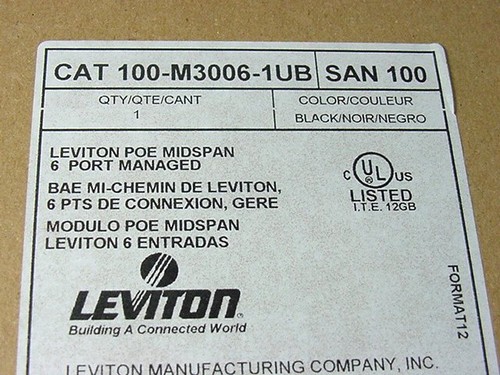 CAT 100-M3006-1UB SAN 100
QTY/QTE/CANT
1
COLOR/COULEUR
BLACK/NOIR/NEGRO
LEVITON POE MIDSPAN
6 PORT MANAGED
BAE MI-CHEMIN DE LEVITON,
6 PTS DE CONNEXION, GERE
MODULO POE MIDSPAN
LEVITON 6 ENTRADAS
C UL US
LISTED
I.T.E. 12GB
LEVITON®
Building A Connected World
FORMAT12
LEVITON MANUFACTURING COMPANY, INC.